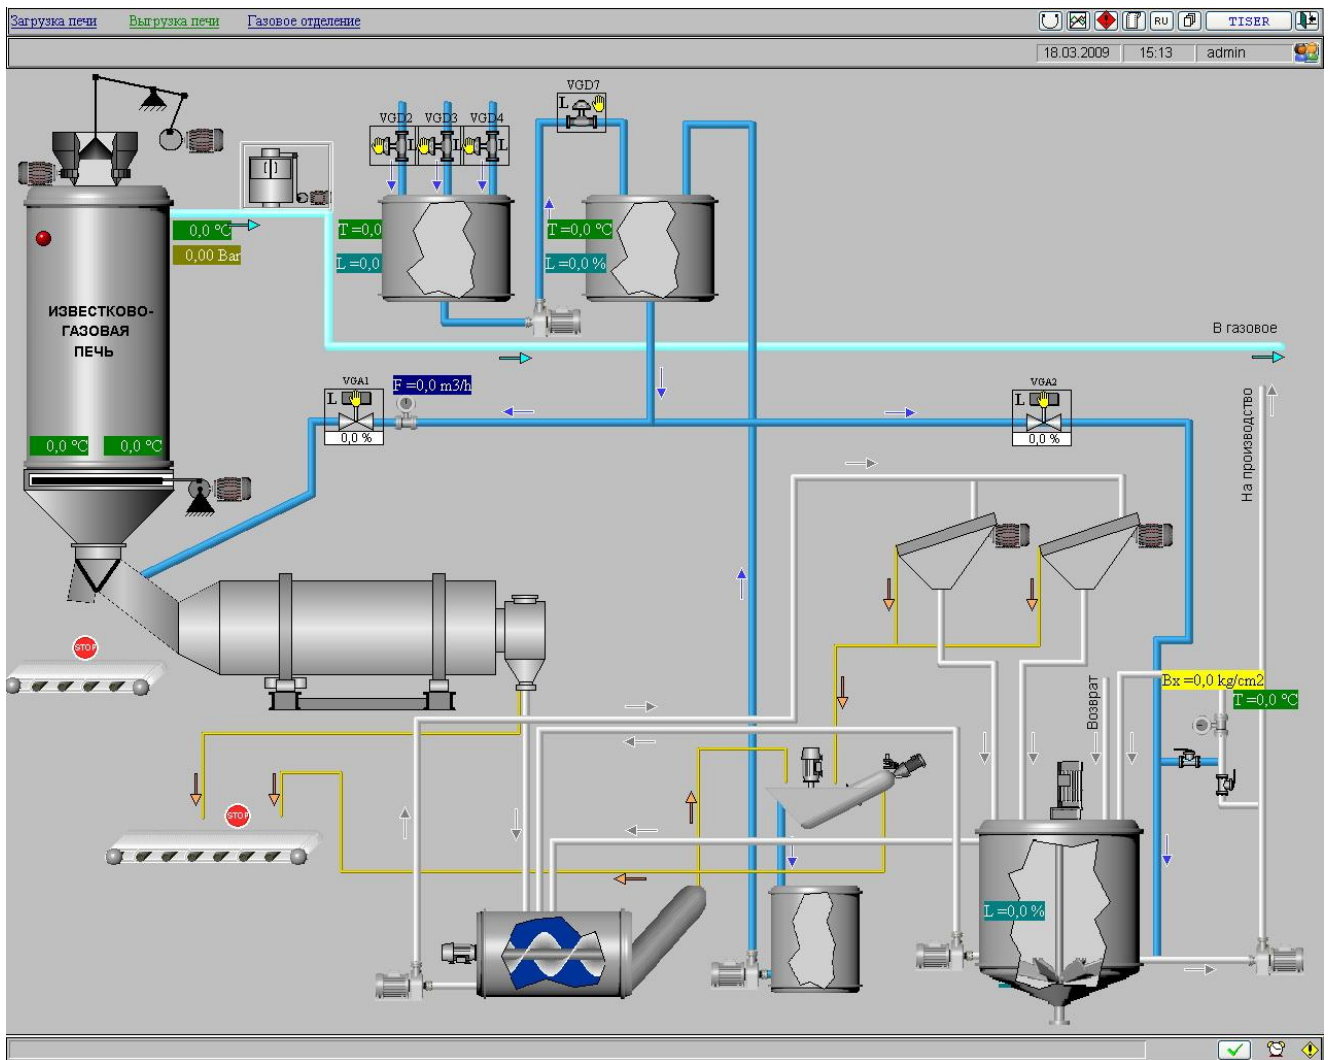 Загрузка печи Выгрузка печи Газовое отделение RU TISER
18.03.2009 15:13 admin
VGD7
L
VGD2 VGD3 VGD4
L L L
0,0 °C
0,00 Bar
T =0,0
L =0,0
T =0,0 °C
L =0,0 %
ИЗВЕСТКОВО-
ГАЗОВАЯ
ПЕЧЬ
В газовое
VGA1
L
0,0 %
F =0,0 m3/h
VGA2
L
0,0 %
На производство
0,0 °C 0,0 °C
STOP
Возврат
Bx =0,0 kg/cm2
T =0,0 °C
STOP
L =0,0 %